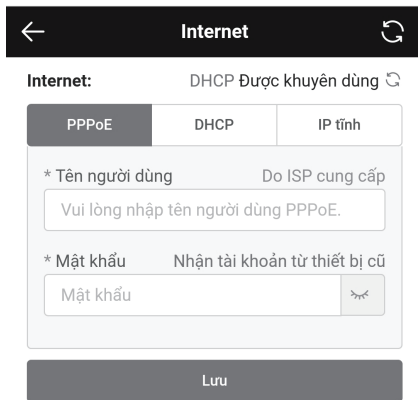 Internet
Internet: DHCP Được khuyên dùng
PPPoE DHCP IP tĩnh
* Tên người dùng Do ISP cung cấp
Vui lòng nhập tên người dùng PPPoE.
* Mật khẩu Nhận tài khoản từ thiết bị cũ
Mật khẩu
Lưu